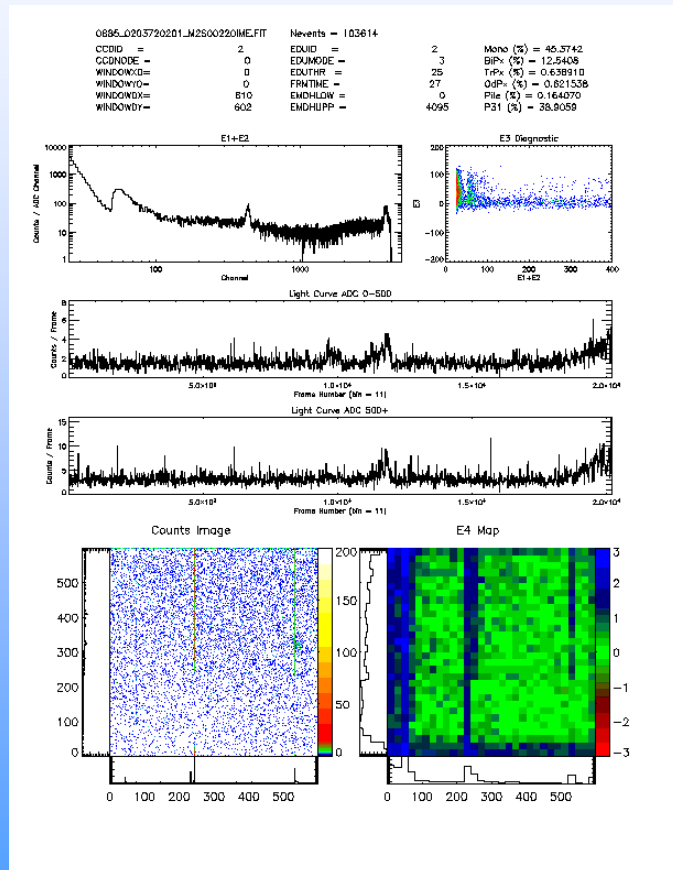 0885_0203720201_M2S00220IME.FIT Nevents = 103614
CCDID = 2 EDUID = 2 Mono (%) = 45.3742
CCDNODE = 0 EDUMODE = 3 BiPx (%) = 12.5408
WINDOWX0= 0 EDUTHR = 25 TrPx (%) = 0.638910
WINDOWY0= 0 FRMTIME = 27 OdPx (%) = 0.621538
WINDOWDX= 610 EMDHLOW = 0 Pile (%) = 0.164070
WINDOWDY= 602 EMDHUPP = 4095 P31 (%) = 38.9059
E1+E2
Counts / ADC Channel
10000
1000
100
10
1
100 1000
Channel
E3 Diagnostic
E3
200
100
0
-100
-200
0 100 200 300 400
E1+E2
Light Curve ADC 0-500
Counts / Frame
8
6
4
2
0
5.0×10³ 1.0×10⁴ 1.5×10⁴ 2.0×10⁴
Frame Number (bin = 11)
Light Curve ADC 500+
Counts / Frame
15
10
5
0
5.0×10³ 1.0×10⁴ 1.5×10⁴ 2.0×10⁴
Frame Number (bin = 11)
Counts Image
500
400
300
200
100
0
0 100 200 300 400 500
200
150
100
50
0
E4 Map
0 100 200 300 400 500
3
2
1
0
-1
-2
-3